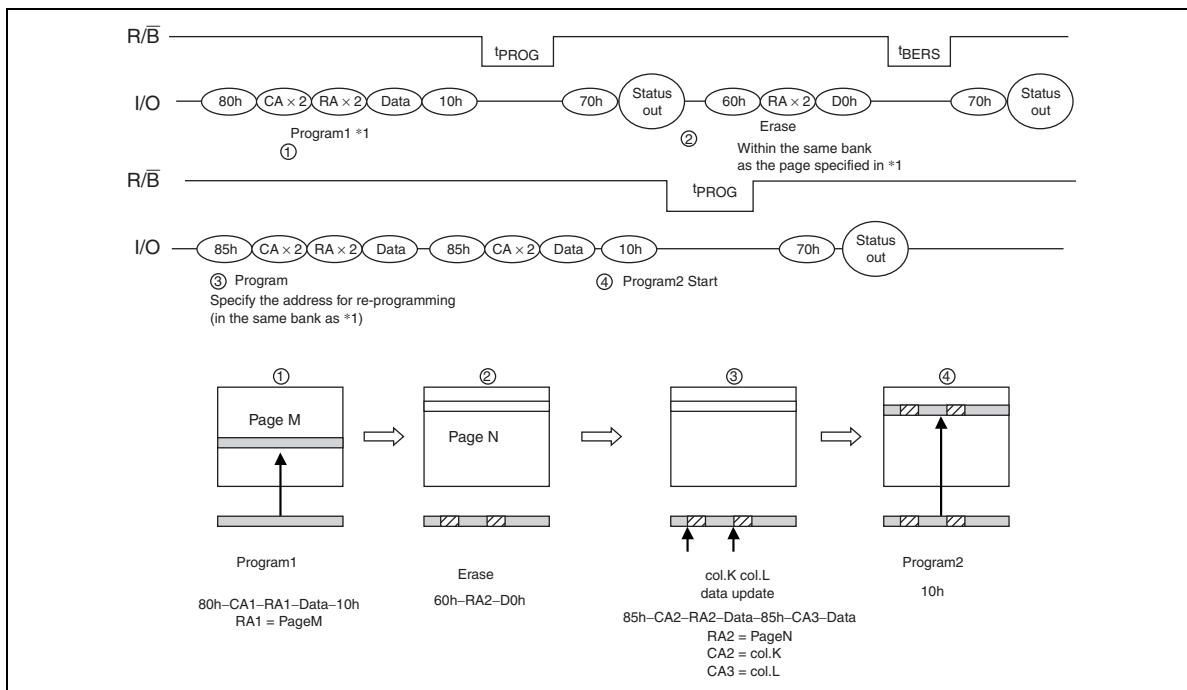 R/B̅
tPROG
tBERS
I/O
80h
CA × 2
RA × 2
Data
10h
70h
Status
out
60h
RA × 2
D0h
70h
Status
out
Program1 *1
①
②
Erase
Within the same bank
as the page specified in *1
R/B̅
tPROG
I/O
85h
CA × 2
RA × 2
Data
85h
CA × 2
Data
10h
70h
Status
out
③ Program
Specify the address for re-programming
(in the same bank as *1)
④ Program2 Start
①
②
③
④
Page M
Page N
Program1
80h–CA1–RA1–Data–10h
RA1 = PageM
Erase
60h–RA2–D0h
col.K col.L
data update
85h–CA2–RA2–Data–85h–CA3–Data
RA2 = PageN
CA2 = col.K
CA3 = col.L
Program2
10h